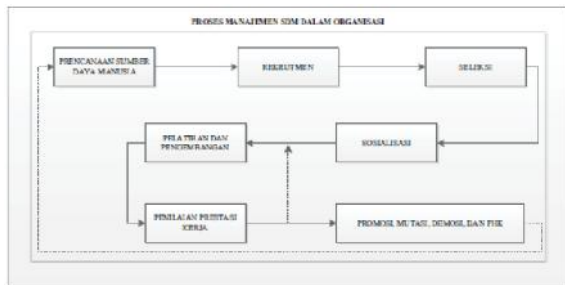 PROSES MANAJEMEN SDM DALAM ORGANISASI
PRENCANAAN SUMBER
DAYA MANUSIA
REKRUTMEN
SELEKSI
PELATIHAN DAN
PENGEMBANGAN
SOSIALISASI
PENILAIAN PRESTASI
KERJA
PROMOSI, MUTASI, DEMOSI, DAN PHK